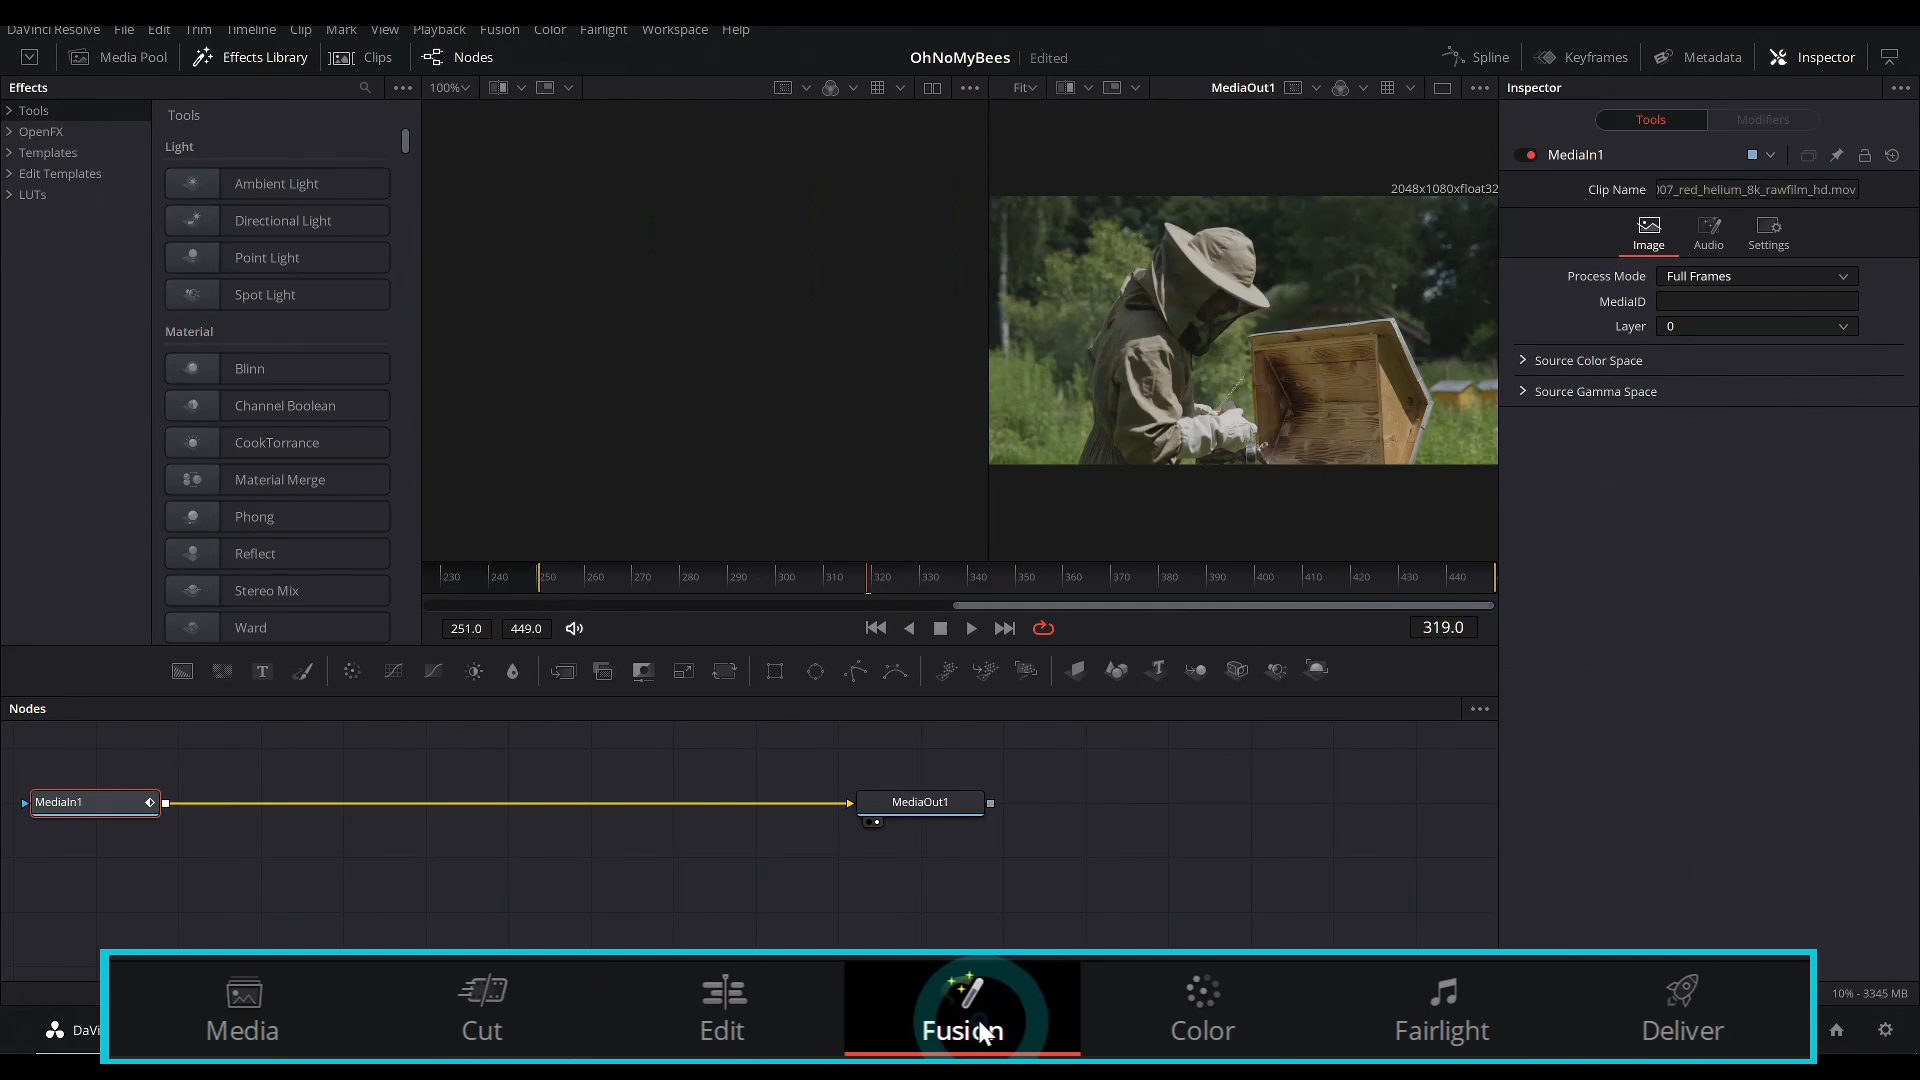 DaVinci Resolve File Edit Trim Timeline Clip Mark View Playback Fusion Color Fairlight Workspace Help
Media Pool Effects Library Clips Nodes OhNoMyBees Edited Spline Keyframes Metadata Inspector
Effects 100% Fit MediaOut1 Inspector
Tools
OpenFX
Templates
Edit Templates
LUTs
Tools
Light
Ambient Light
Directional Light
Point Light
Spot Light
Material
Blinn
Channel Boolean
CookTorrance
Material Merge
Phong
Reflect
Stereo Mix
Ward
2048x1080xfloat32
Tools Modifiers
MediaIn1
Clip Name 007_red_helium_8k_rawfilm_hd.mov
Image Audio Settings
Process Mode Full Frames
MediaID
Layer 0
Source Color Space
Source Gamma Space
230 240 250 260 270 280 290 300 310 320 330 340 350 360 370 380 390 400 410 420 430 440
251.0 449.0 319.0
T
Nodes
MediaIn1 MediaOut1
10% - 3345 MB
DaVi
Media Cut Edit Fusion Color Fairlight Deliver